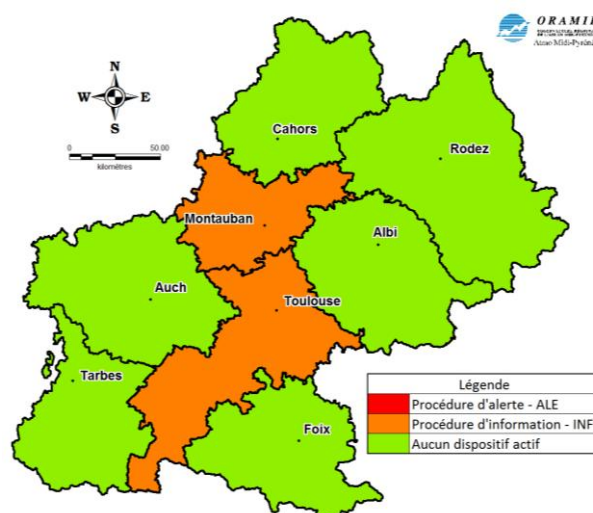 ORAMIP
Atmo-Midi-Pyréné
N
W E
S
0 50.00
kilomètres
Cahors
Rodez
Montauban
Albi
Auch
Toulouse
Tarbes
Foix
Légende
Procédure d'alerte - ALE
Procédure d'information - INF
Aucun dispositif actif